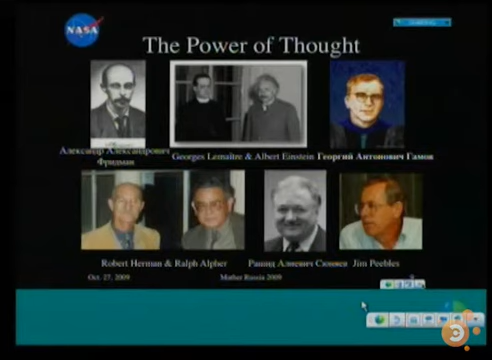 NASA
The Power of Thought
Александр Александрович
Фридман
Georges Lemaître & Albert Einstein
Георгий Антонович Гамов
Robert Herman & Ralph Alpher
Рашид Алиевич Сюняев
Jim Peebles
Oct. 27, 2009
Mother Russia 2009